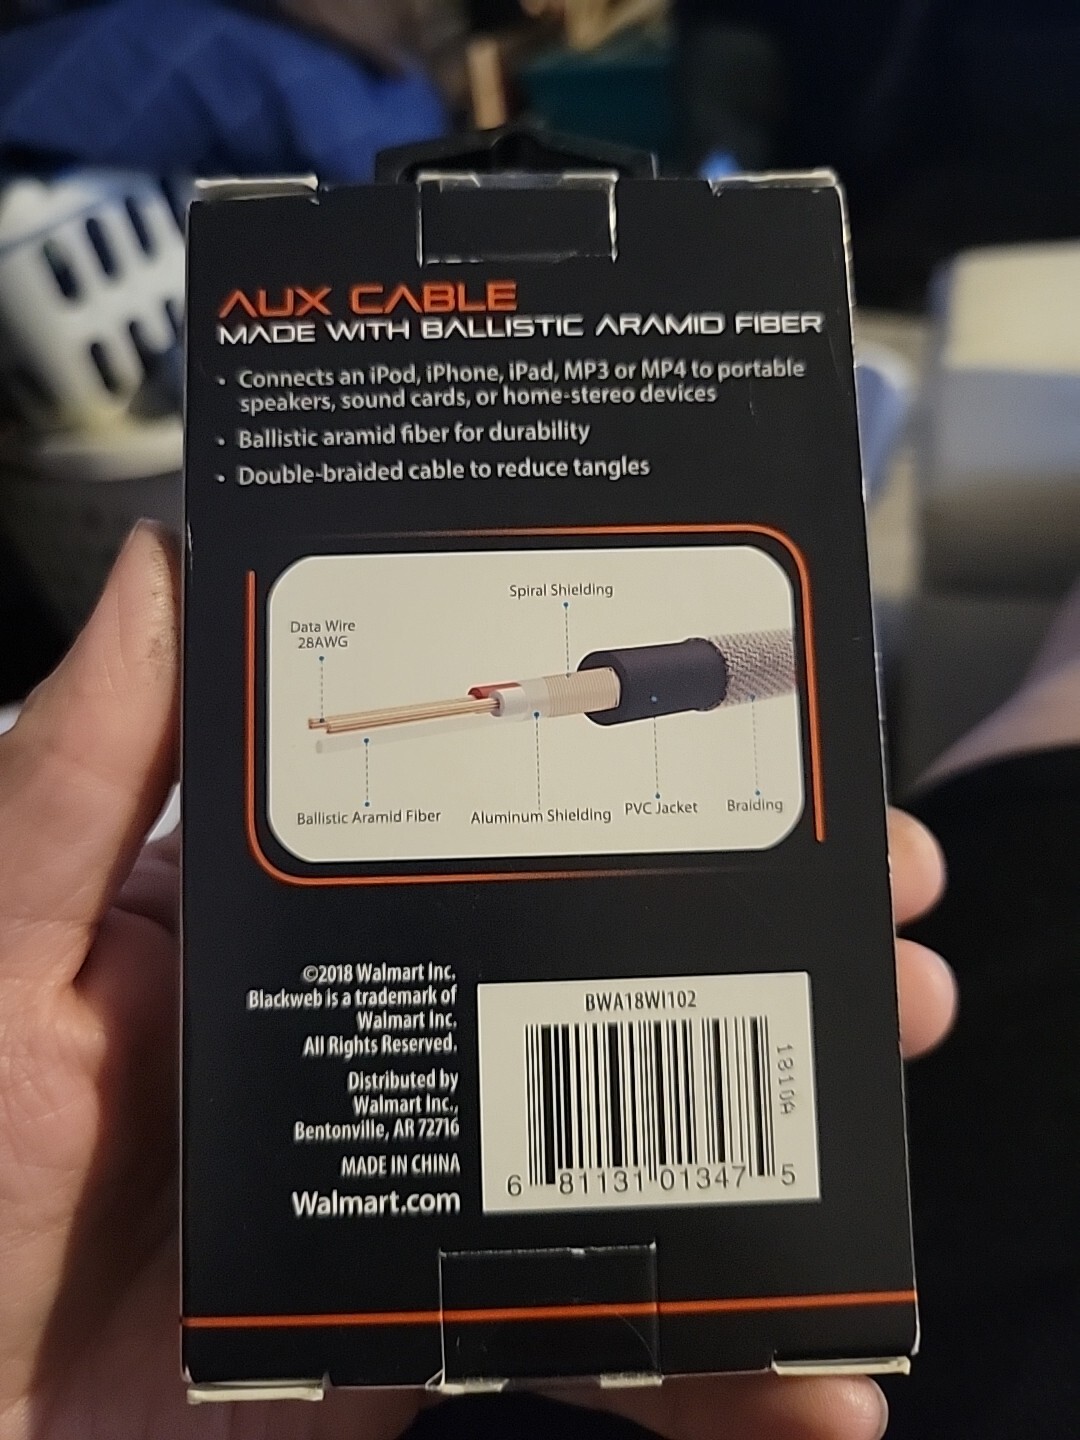 AUX CABLE
MADE WITH BALLISTIC ARAMID FIBER
• Connects an iPod, iPhone, iPad, MP3 or MP4 to portable
speakers, sound cards, or home-stereo devices
• Ballistic aramid fiber for durability
• Double-braided cable to reduce tangles
Spiral Shielding
Data Wire
28AWG
Ballistic Aramid Fiber
Aluminum Shielding
PVC Jacket
Braiding
©2018 Walmart Inc.
Blackweb is a trademark of
Walmart Inc.
All Rights Reserved.
Distributed by
Walmart Inc.,
Bentonville, AR 72716
MADE IN CHINA
Walmart.com
BWA18WI102
1810A
6 81131 01347 5